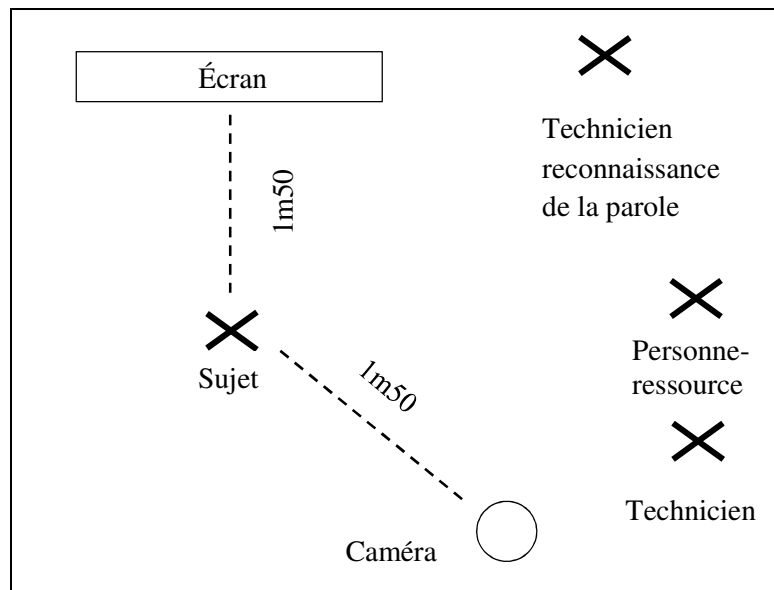 Écran
Technicien
reconnaissance
de la parole
1m50
Sujet
Personne-
ressource
1m50
Technicien
Caméra